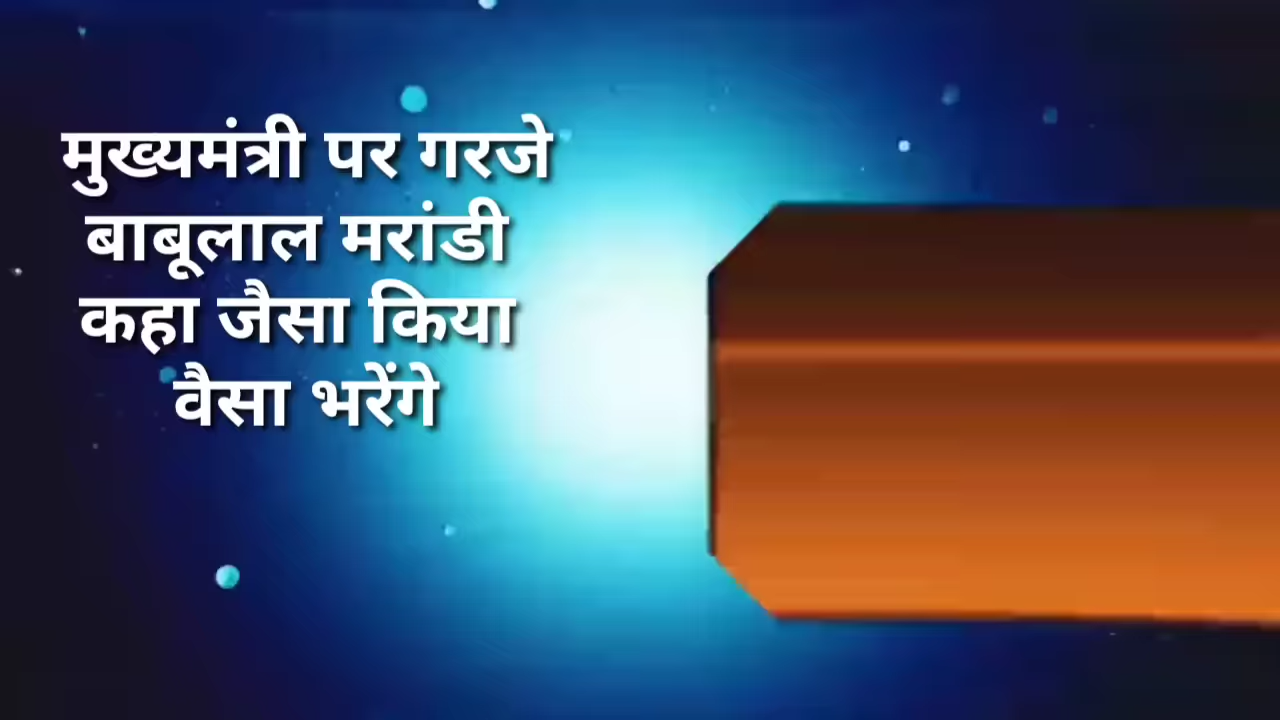 मुख्यमंत्री पर गरजे
बाबूलाल मरांडी
कहा जैसा किया
वैसा भरेंगे